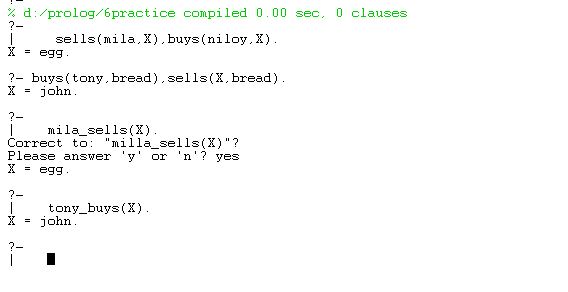 ?-
% d:/prolog/6practice compiled 0.00 sec, 0 clauses
?-
|     sells(mila,X),buys(niloy,X).
X = egg.
?- buys(tony,bread),sells(X,bread).
X = john.
?-
|    mila_sells(X).
Correct to: "milla_sells(X)"?
Please answer 'y' or 'n'? yes
X = egg.
?-
|    tony_buys(X).
X = john.
?-
|